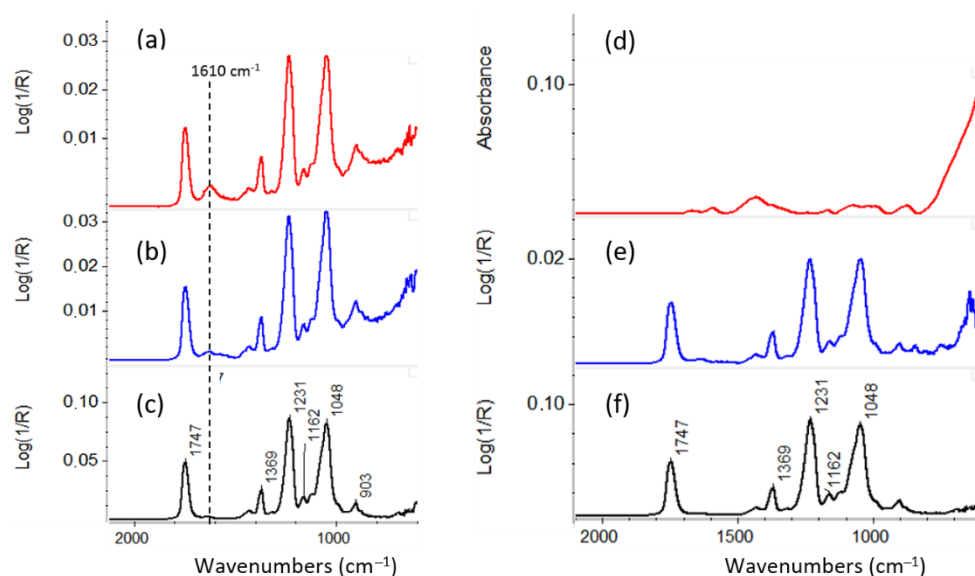 (a)
0.03
1610 cm⁻¹
0.02
Log(1/R)
0.01
(b)
0.03
0.02
Log(1/R)
0.01
(c)
0.10
0.05
Log(1/R)
1747
1369
1231
1162
1048
903
2000
1000
Wavenumbers (cm⁻¹)
(d)
0.10
Absorbance
(e)
0.02
Log(1/R)
(f)
0.10
Log(1/R)
1747
1369
1231
1162
1048
2000
1500
1000
Wavenumbers (cm⁻¹)